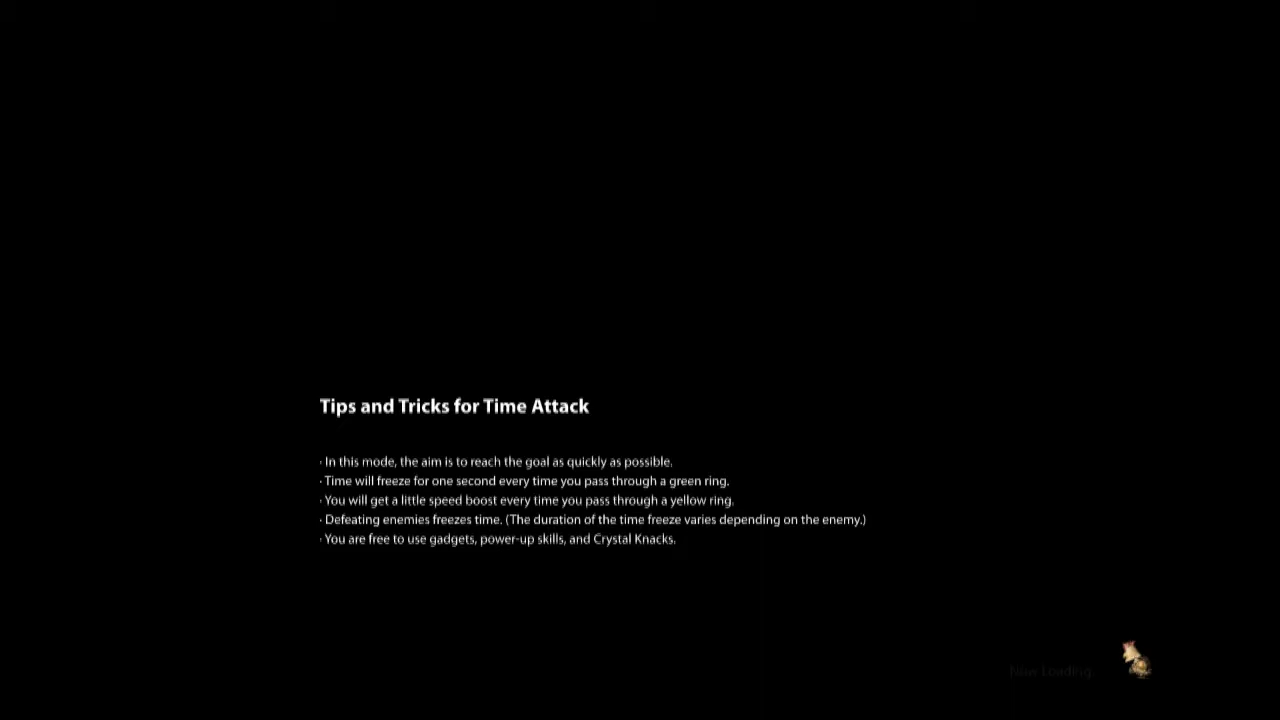 Tips and Tricks for Time Attack
· In this mode, the aim is to reach the goal as quickly as possible.
· Time will freeze for one second every time you pass through a green ring.
· You will get a little speed boost every time you pass through a yellow ring.
· Defeating enemies freezes time. (The duration of the time freeze varies depending on the enemy.)
· You are free to use gadgets, power-up skills, and Crystal Knacks.
Now Loading